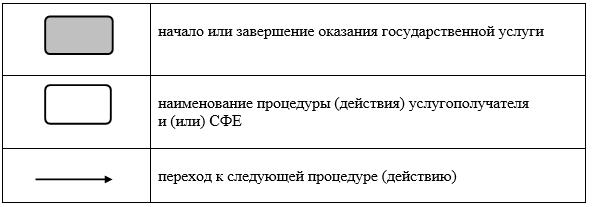 начало или завершение оказания государственной услуги
наименование процедуры (действия) услугополучателя
и (или) СФЕ
переход к следующей процедуре (действию)